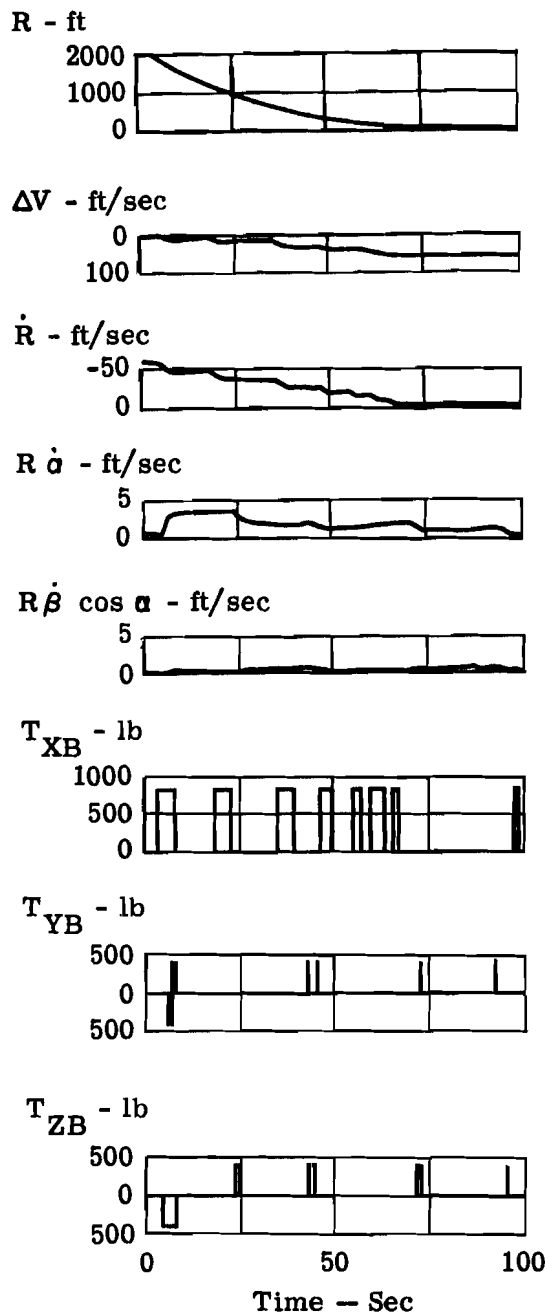 R - ft
2000
1000
0
ΔV - ft/sec
0
100
Ṙ - ft/sec
-50
0
R α̇ - ft/sec
5
0
Rβ̇ cos α - ft/sec
5
0
T_XB - lb
1000
500
0
T_YB - lb
500
0
500
T_ZB - lb
500
0
500
0 50 100
Time — Sec